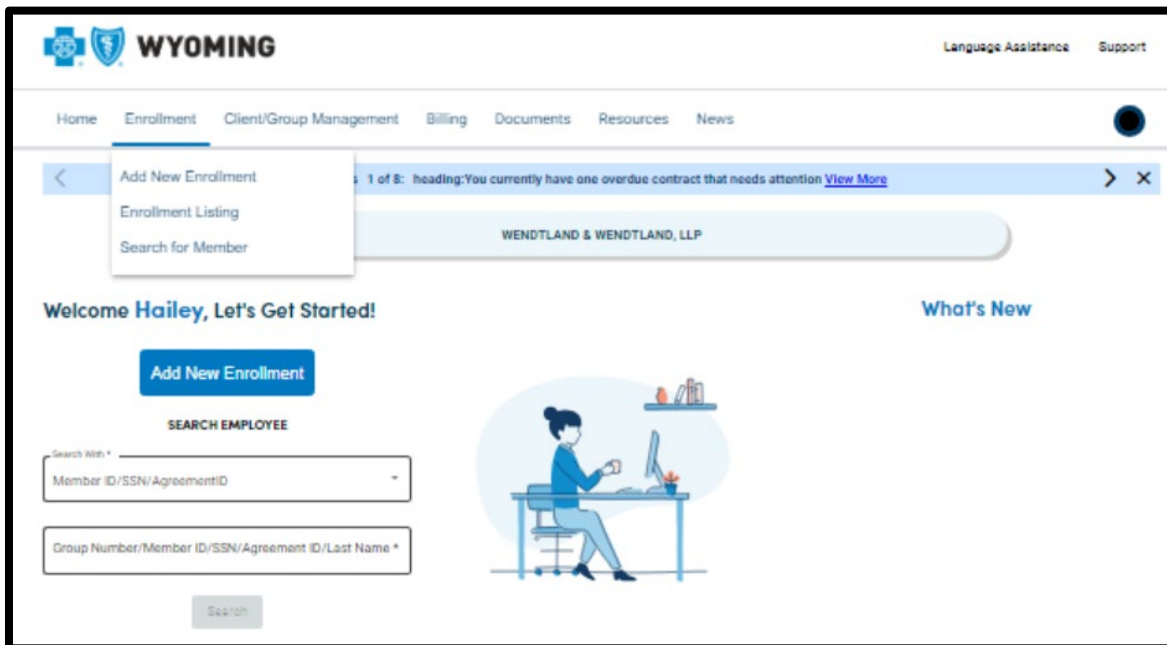 WYOMING
Language Assistance Support
Home Enrollment Client/Group Management Billing Documents Resources News
Add New Enrollment
1 of 8: heading:You currently have one overdue contract that needs attention View More
Enrollment Listing
WENDTLAND & WENDTLAND, LLP
Search for Member
Welcome Hailey, Let's Get Started!
What's New
Add New Enrollment
SEARCH EMPLOYEE
Search With *
Member ID/SSN/AgreementID
Group Number/Member ID/SSN/Agreement ID/Last Name *
Search